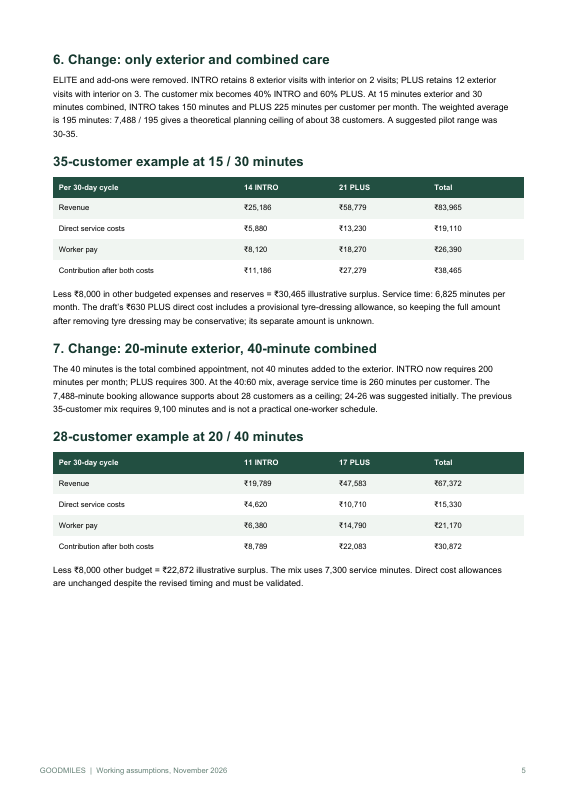 6. Change: only exterior and combined care
ELITE and add-ons were removed. INTRO retains 8 exterior visits with interior on 2 visits; PLUS retains 12 exterior
visits with interior on 3. The customer mix becomes 40% INTRO and 60% PLUS. At 15 minutes exterior and 30
minutes combined, INTRO takes 150 minutes and PLUS 225 minutes per customer per month. The weighted average
is 195 minutes: 7,488 / 195 gives a theoretical planning ceiling of about 38 customers. A suggested pilot range was
30-35.
35-customer example at 15 / 30 minutes
Per 30-day cycle 14 INTRO 21 PLUS Total
Revenue ₹25,186 ₹58,779 ₹83,965
Direct service costs ₹5,880 ₹13,230 ₹19,110
Worker pay ₹8,120 ₹18,270 ₹26,390
Contribution after both costs ₹11,186 ₹27,279 ₹38,465
Less ₹8,000 in other budgeted expenses and reserves = ₹30,465 illustrative surplus. Service time: 6,825 minutes per
month. The draft's ₹630 PLUS direct cost includes a provisional tyre-dressing allowance, so keeping the full amount
after removing tyre dressing may be conservative; its separate amount is unknown.
7. Change: 20-minute exterior, 40-minute combined
The 40 minutes is the total combined appointment, not 40 minutes added to the exterior. INTRO now requires 200
minutes per month; PLUS requires 300. At the 40:60 mix, average service time is 260 minutes per customer. The
7,488-minute booking allowance supports about 28 customers as a ceiling; 24-26 was suggested initially. The previous
35-customer mix requires 9,100 minutes and is not a practical one-worker schedule.
28-customer example at 20 / 40 minutes
Per 30-day cycle 11 INTRO 17 PLUS Total
Revenue ₹19,789 ₹47,583 ₹67,372
Direct service costs ₹4,620 ₹10,710 ₹15,330
Worker pay ₹6,380 ₹14,790 ₹21,170
Contribution after both costs ₹8,789 ₹22,083 ₹30,872
Less ₹8,000 other budget = ₹22,872 illustrative surplus. The mix uses 7,300 service minutes. Direct cost allowances
are unchanged despite the revised timing and must be validated.
GOODMILES | Working assumptions, November 2026 5